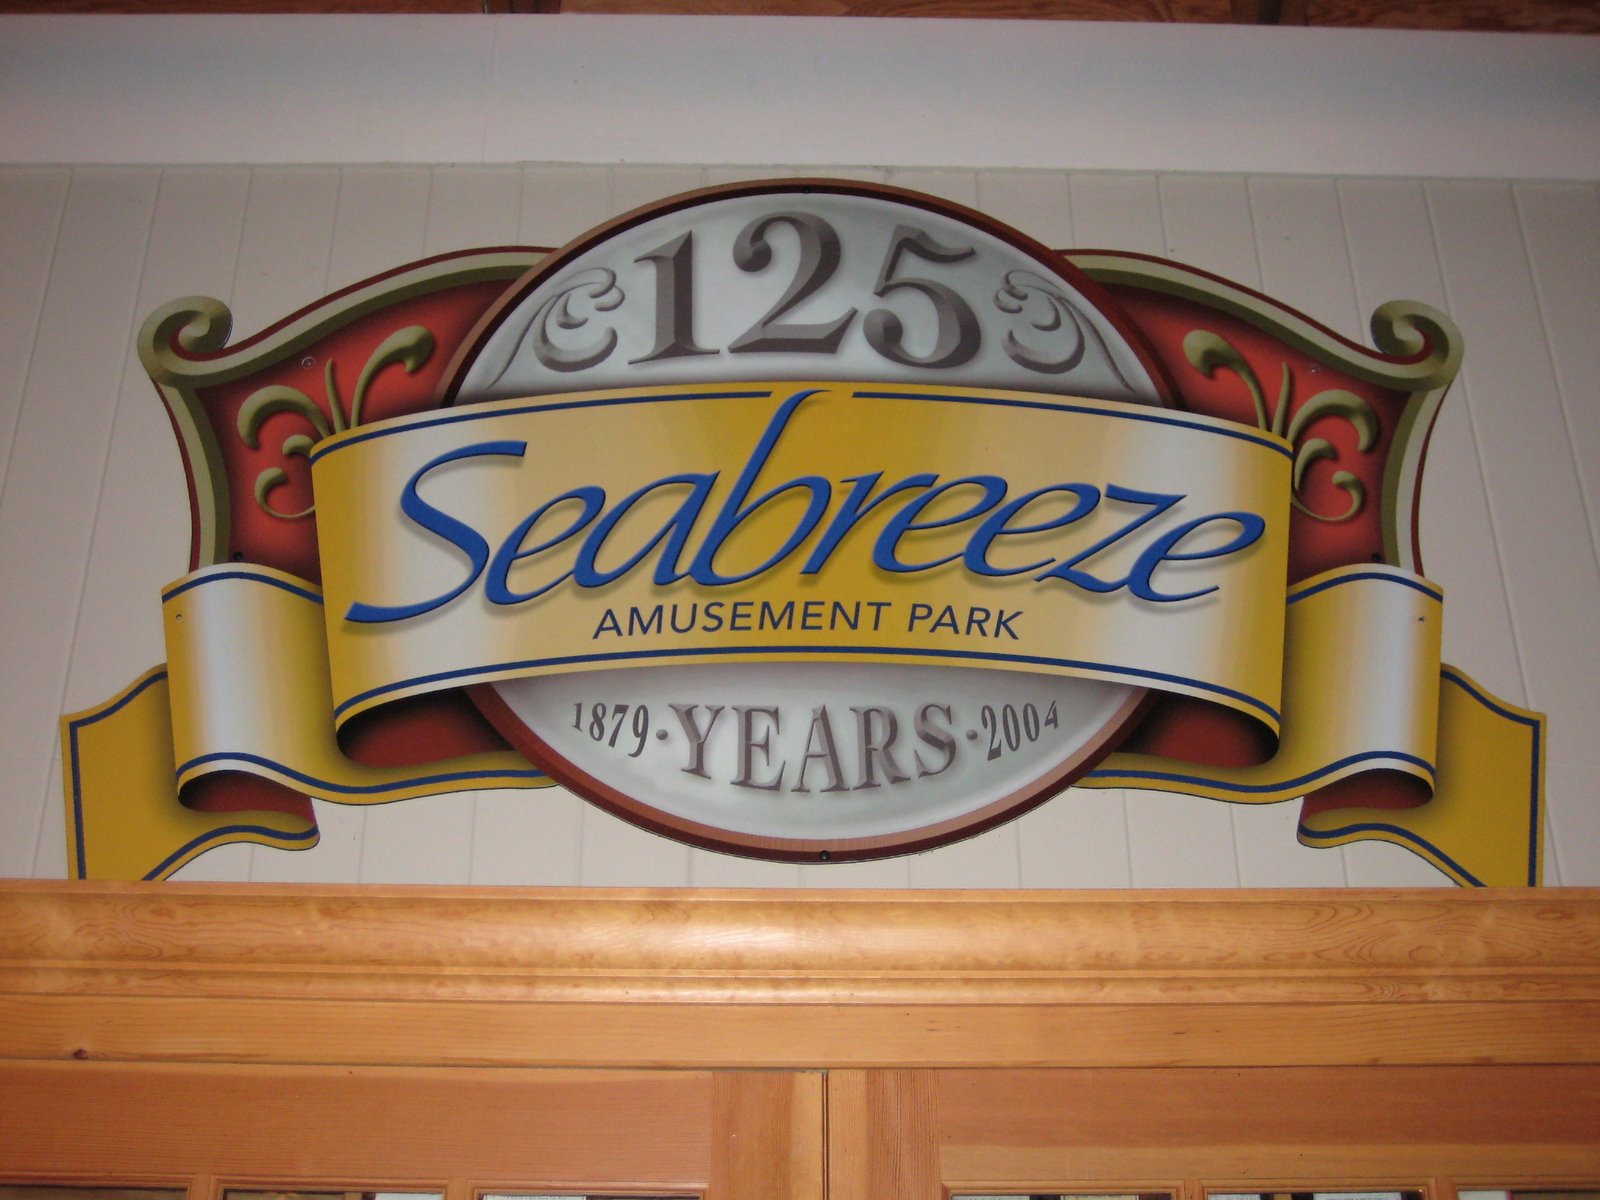 125
Seabreeze
AMUSEMENT PARK
1879 · YEARS · 2004